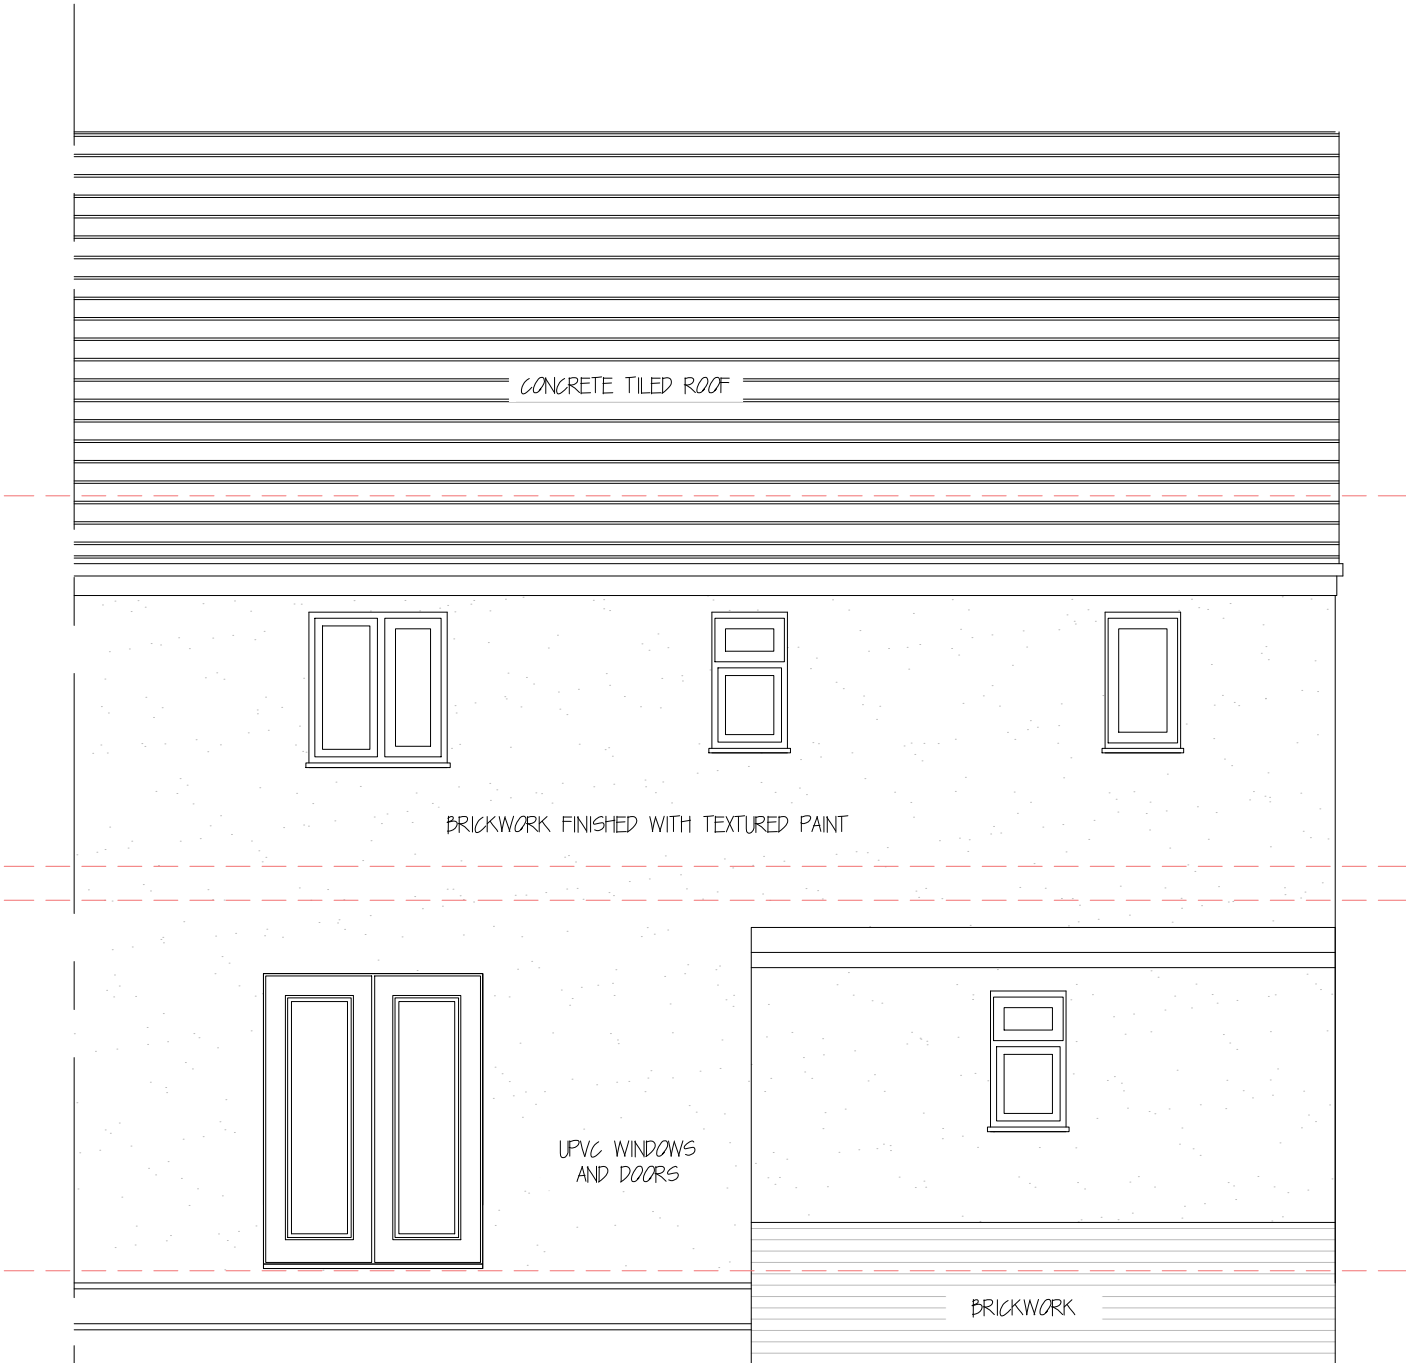 CONCRETE TILED ROOF
BRICKWORK FINISHED WITH TEXTURED PAINT
UPVC WINDOWS
AND DOORS
BRICKWORK